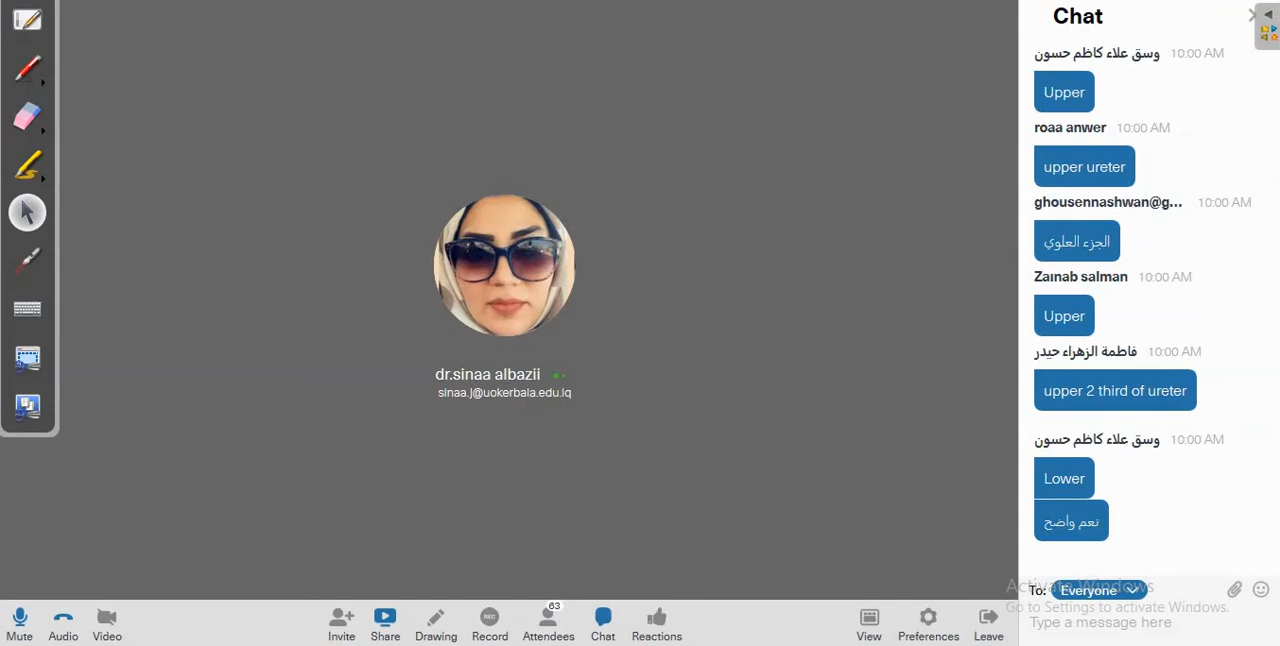 Chat
وسق علاء كاظم حسون 10:00 AM
Upper
roaa anwer 10:00 AM
upper ureter
ghousennashwan@g... 10:00 AM
الجزء العلوي
Zaınab salman 10:00 AM
Upper
فاطمة الزهراء حيدر 10:00 AM
upper 2 third of ureter
وسق علاء كاظم حسون 10:00 AM
Lower
نعم واضح
dr.sinaa albazii
sinaa.j@uokerbala.edu.iq
Activate Windows
To: Everyone
Go to Settings to activate Windows.
Type a message here
63
REC
Mute Audio Video Invite Share Drawing Record Attendees Chat Reactions View Preferences Leave